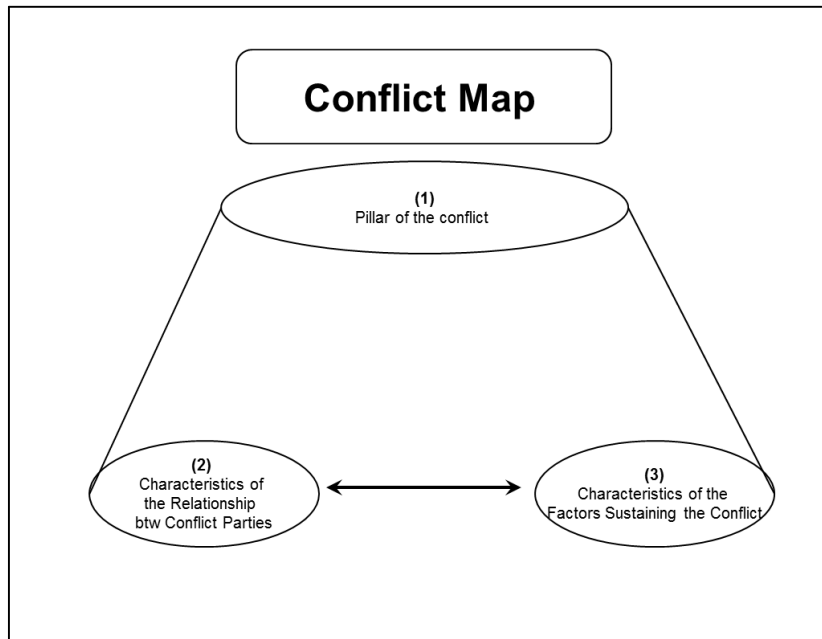 Conflict Map
(1)
Pillar of the conflict
(2)
Characteristics of
the Relationship
btw Conflict Parties
(3)
Characteristics of the
Factors Sustaining the Conflict